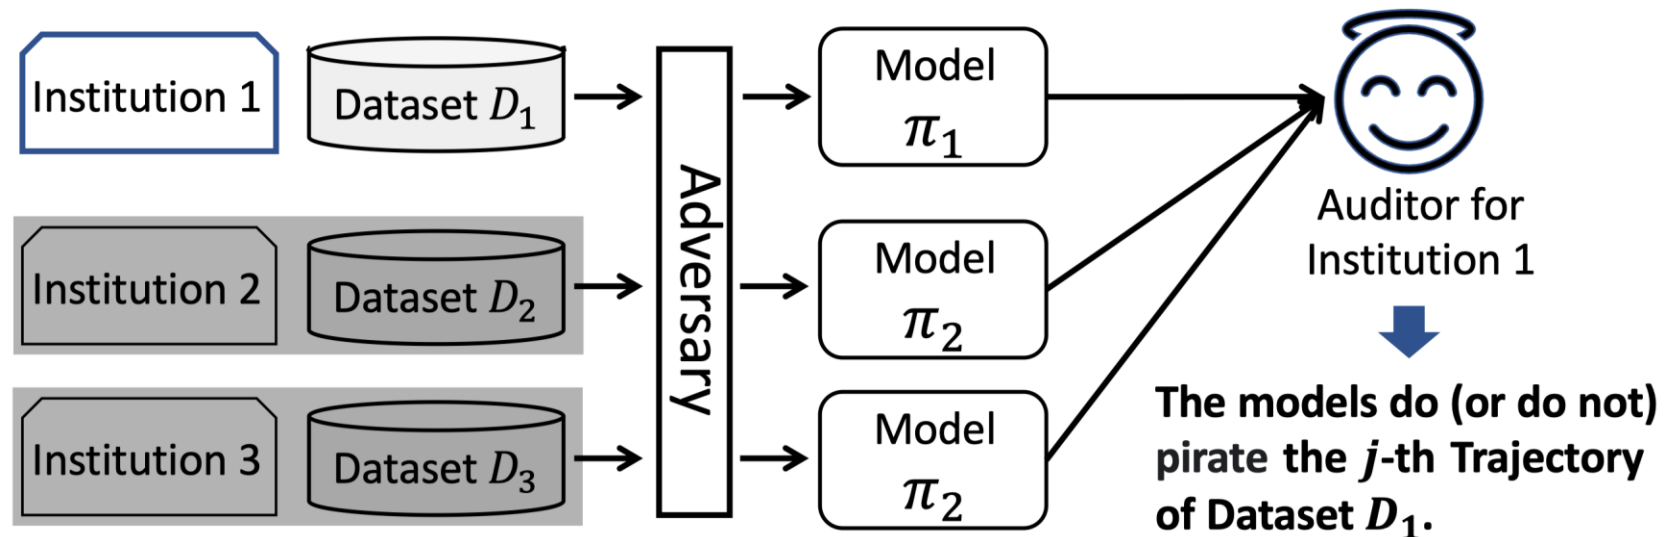 Institution 1
Dataset D₁
Adversary
Model
π₁
Auditor for
Institution 1
Institution 2
Dataset D₂
Model
π₂
Institution 3
Dataset D₃
Model
π₂
The models do (or do not)
pirate the j-th Trajectory
of Dataset D₁.